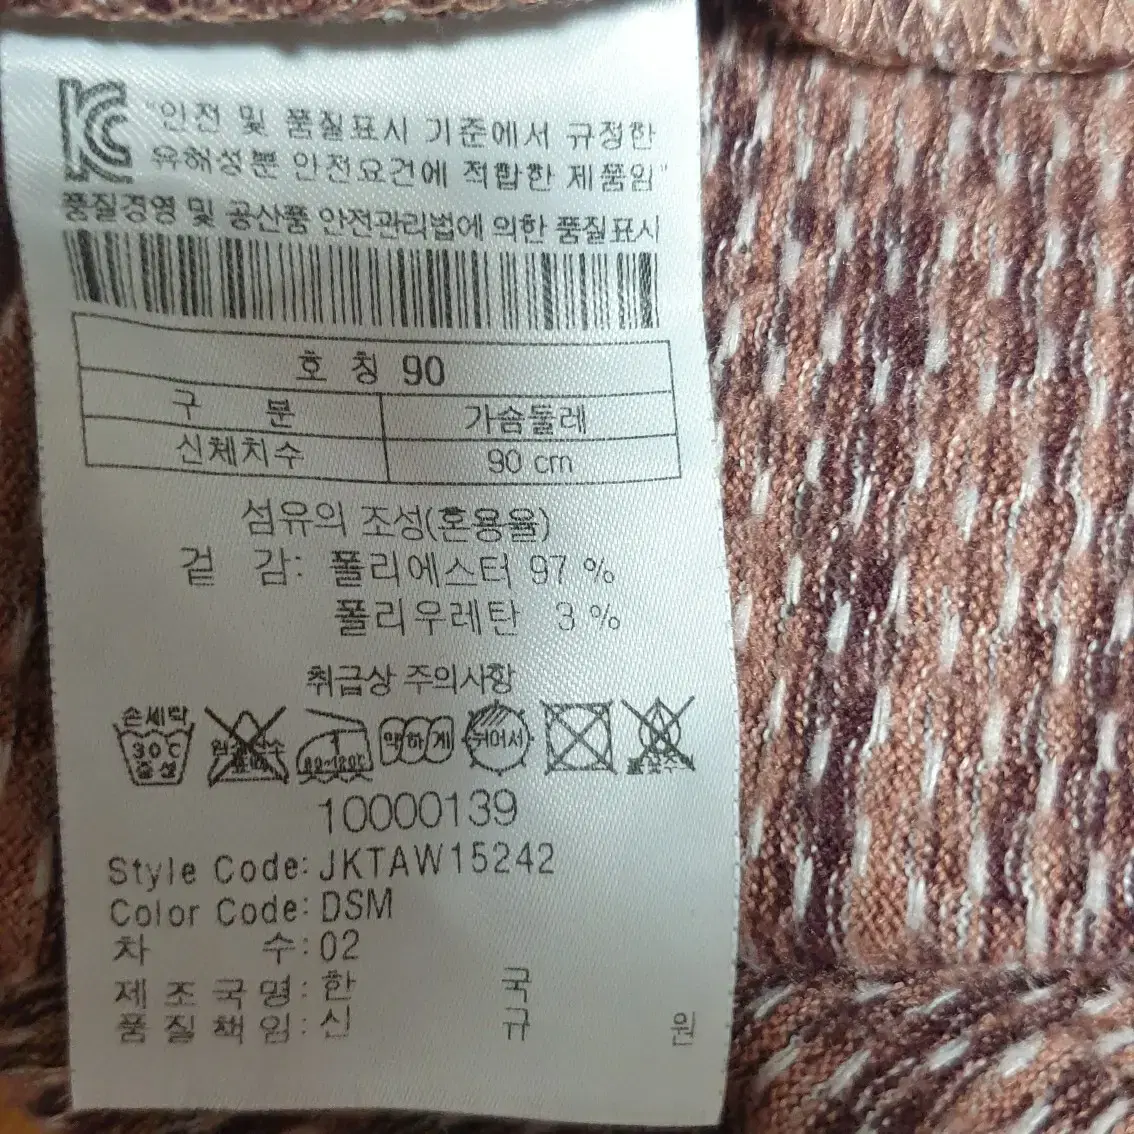 KC "안전 및 품질표시 기준에서 규정한
유해성분 안전요건에 적합한 제품임"
품질경영 및 공산품 안전관리법에 의한 품질표시
호 칭 90
구 분 가슴둘레
신체치수 90 cm
섬유의 조성(혼용율)
겉 감: 폴리에스터 97 %
폴리우레탄 3 %
취급상 주의사항
손세탁
30℃ 중성
80~120℃
약하게
뉘어서
10000139
Style Code: JKTAW15242
Color Code: DSM
차 수: 02
제 조 국 명: 한 국
품 질 책 임: 신 규 원